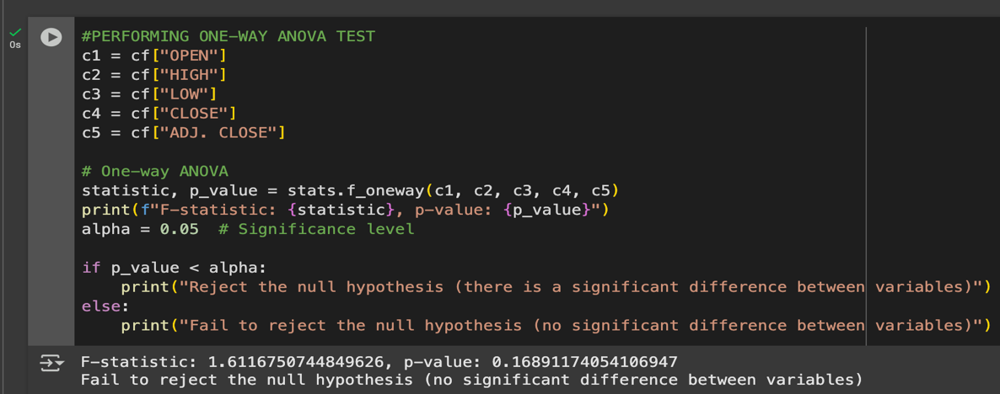 0s
#PERFORMING ONE-WAY ANOVA TEST
c1 = cf["OPEN"]
c2 = cf["HIGH"]
c3 = cf["LOW"]
c4 = cf["CLOSE"]
c5 = cf["ADJ. CLOSE"]
# One-way ANOVA
statistic, p_value = stats.f_oneway(c1, c2, c3, c4, c5)
print(f"F-statistic: {statistic}, p-value: {p_value}")
alpha = 0.05  # Significance level
if p_value < alpha:
    print("Reject the null hypothesis (there is a significant difference between variables)")
else:
    print("Fail to reject the null hypothesis (no significant difference between variables)")
F-statistic: 1.6116750744849626, p-value: 0.16891174054106947
Fail to reject the null hypothesis (no significant difference between variables)